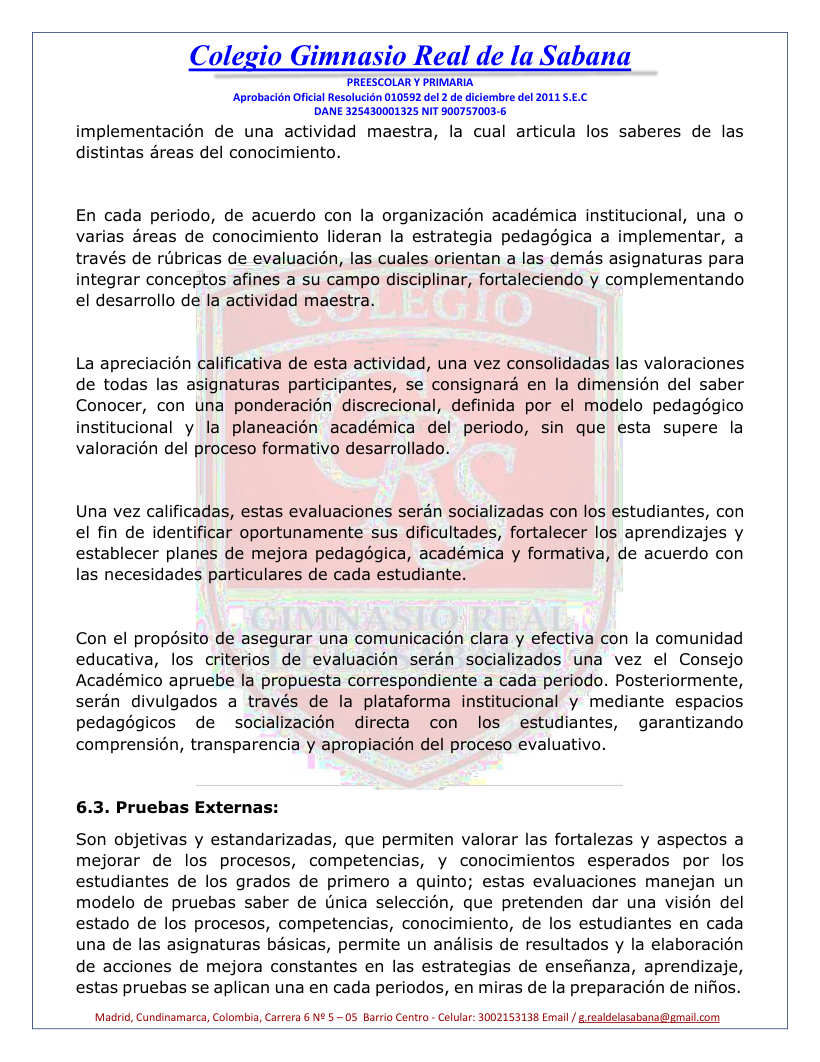 Colegio Gimnasio Real de la Sabana
PREESCOLAR Y PRIMARIA
Aprobación Oficial Resolución 010592 del 2 de diciembre del 2011 S.E.C
DANE 325430001325 NIT 900757003-6
implementación de una actividad maestra, la cual articula los saberes de las
distintas áreas del conocimiento.
En cada periodo, de acuerdo con la organización académica institucional, una o
varias áreas de conocimiento lideran la estrategia pedagógica a implementar, a
través de rúbricas de evaluación, las cuales orientan a las demás asignaturas para
integrar conceptos afines a su campo disciplinar, fortaleciendo y complementando
el desarrollo de la actividad maestra.
COLEGIO
La apreciación calificativa de esta actividad, una vez consolidadas las valoraciones
de todas las asignaturas participantes, se consignará en la dimensión del saber
Conocer, con una ponderación discrecional, definida por el modelo pedagógico
institucional y la planeación académica del periodo, sin que esta supere la
valoración del proceso formativo desarrollado.
GRS
Una vez calificadas, estas evaluaciones serán socializadas con los estudiantes, con
el fin de identificar oportunamente sus dificultades, fortalecer los aprendizajes y
establecer planes de mejora pedagógica, académica y formativa, de acuerdo con
las necesidades particulares de cada estudiante.
GIMNASIO REAL
DE LA SABANA
Con el propósito de asegurar una comunicación clara y efectiva con la comunidad
educativa, los criterios de evaluación serán socializados una vez el Consejo
Académico apruebe la propuesta correspondiente a cada periodo. Posteriormente,
serán divulgados a través de la plataforma institucional y mediante espacios
pedagógicos de socialización directa con los estudiantes, garantizando
comprensión, transparencia y apropiación del proceso evaluativo.
6.3. Pruebas Externas:
Son objetivas y estandarizadas, que permiten valorar las fortalezas y aspectos a
mejorar de los procesos, competencias, y conocimientos esperados por los
estudiantes de los grados de primero a quinto; estas evaluaciones manejan un
modelo de pruebas saber de única selección, que pretenden dar una visión del
estado de los procesos, competencias, conocimiento, de los estudiantes en cada
una de las asignaturas básicas, permite un análisis de resultados y la elaboración
de acciones de mejora constantes en las estrategias de enseñanza, aprendizaje,
estas pruebas se aplican una en cada periodos, en miras de la preparación de niños.
Madrid, Cundinamarca, Colombia, Carrera 6 Nº 5 – 05 Barrio Centro - Celular: 3002153138 Email / g.realdelasabana@gmail.com